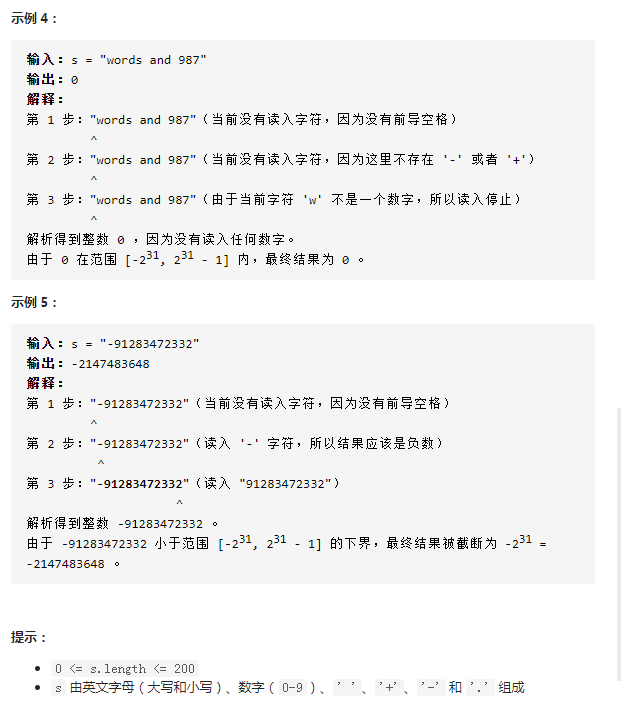 示例 4：
输入：s = "words and 987"
输出：0
解释：
第 1 步："words and 987"（当前没有读入字符，因为没有前导空格）
^
第 2 步："words and 987"（当前没有读入字符，因为这里不存在 '-' 或者 '+'）
^
第 3 步："words and 987"（由于当前字符 'w' 不是一个数字，所以读入停止）
^
解析得到整数 0 ，因为没有读入任何数字。
由于 0 在范围 [-2³¹, 2³¹ - 1] 内，最终结果为 0 。
示例 5：
输入：s = "-91283472332"
输出：-2147483648
解释：
第 1 步："-91283472332"（当前没有读入字符，因为没有前导空格）
^
第 2 步："-91283472332"（读入 '-' 字符，所以结果应该是负数）
^
第 3 步："-91283472332"（读入 "91283472332"）
^
解析得到整数 -91283472332 。
由于 -91283472332 小于范围 [-2³¹, 2³¹ - 1] 的下界，最终结果被截断为 -2³¹ =
-2147483648 。
提示：
• 0 <= s.length <= 200
• s 由英文字母（大写和小写）、数字（0-9）、' '、'+'、'-' 和 '.' 组成